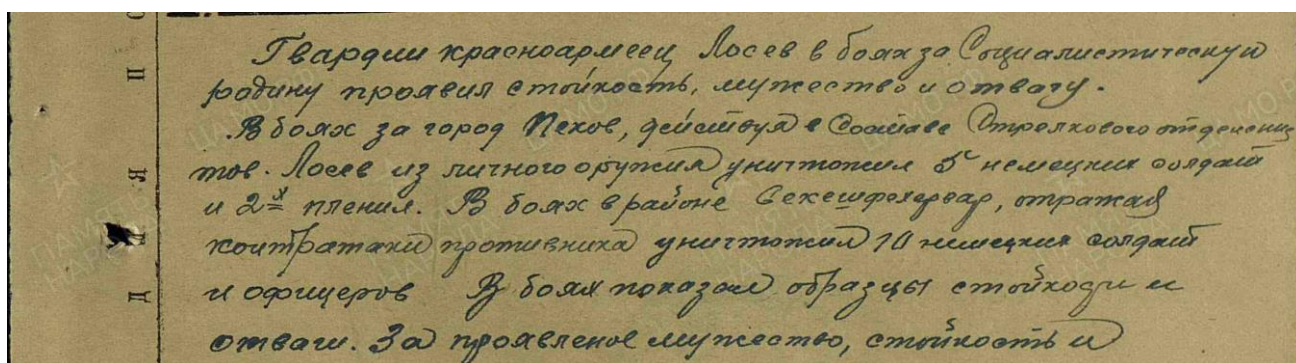 Гвардии красноармеец Лосев в боях за Социалистическую
родину проявил стойкость, мужество и отвагу.
В боях за город Псков, действуя в составе Стрелкового отделения
тов. Лосев из личного оружия уничтожил 5 немецких солдат
и 2х пленил. В боях в районе Секешфехервар, отражая
контратаки противника уничтожил 10 немецких солдат
и офицеров В боях показал образцы стойкости и
отваги. За проявленое мужество, стойкость и